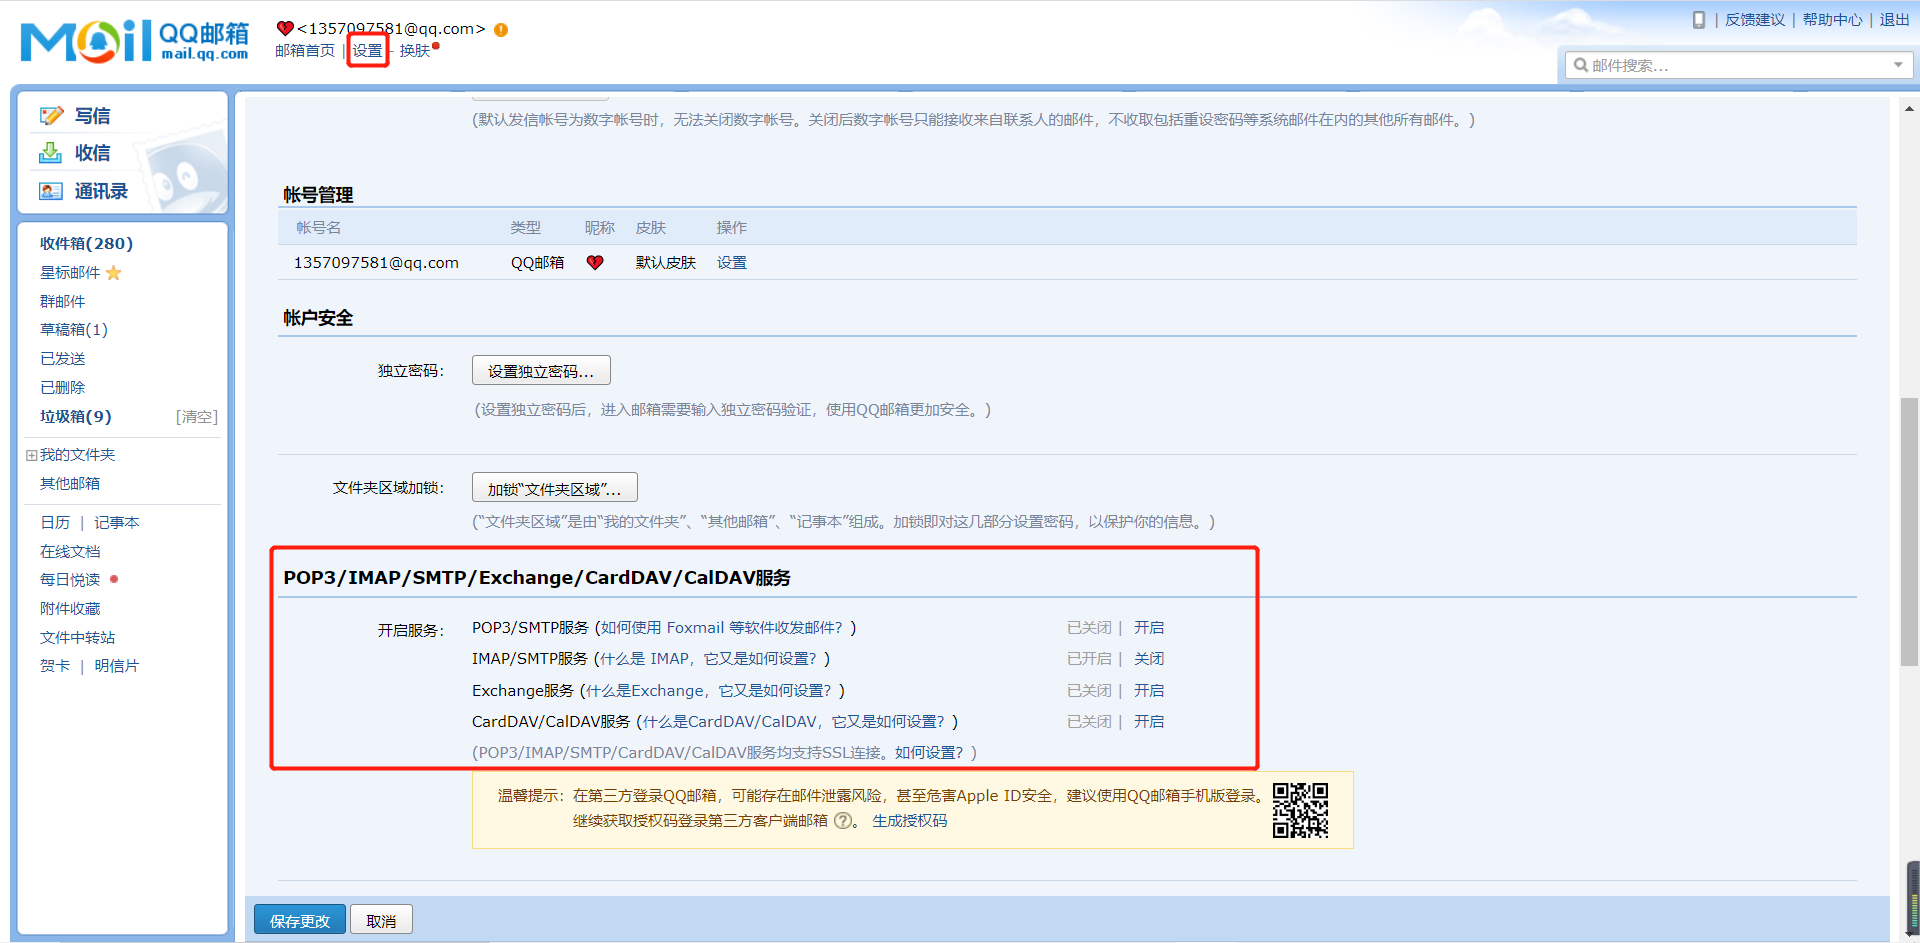 Mail QQ邮箱
mail.qq.com
<1357097581@qq.com>
邮箱首页 | 设置 - 换肤
| 反馈建议 | 帮助中心 | 退出
邮件搜索...
写信
收信
通讯录
收件箱(280)
星标邮件
群邮件
草稿箱(1)
已发送
已删除
垃圾箱(9) [清空]
我的文件夹
其他邮箱
日历 | 记事本
在线文档
每日悦读
附件收藏
文件中转站
贺卡 | 明信片
(默认发信帐号为数字帐号时，无法关闭数字帐号。关闭后数字帐号只能接收来自联系人的邮件，不收取包括重设密码等系统邮件在内的其他所有邮件。)
帐号管理
帐号名 类型 昵称 皮肤 操作
1357097581@qq.com QQ邮箱 默认皮肤 设置
帐户安全
独立密码： 设置独立密码...
(设置独立密码后，进入邮箱需要输入独立密码验证，使用QQ邮箱更加安全。)
文件夹区域加锁： 加锁“文件夹区域”...
(“文件夹区域”是由“我的文件夹”、“其他邮箱”、“记事本”组成。加锁即对这几部分设置密码，以保护你的信息。)
POP3/IMAP/SMTP/Exchange/CardDAV/CalDAV服务
开启服务： POP3/SMTP服务 (如何使用 Foxmail 等软件收发邮件？) 已关闭 | 开启
IMAP/SMTP服务 (什么是 IMAP，它又是如何设置？) 已开启 | 关闭
Exchange服务 (什么是Exchange，它又是如何设置？) 已关闭 | 开启
CardDAV/CalDAV服务 (什么是CardDAV/CalDAV，它又是如何设置？) 已关闭 | 开启
(POP3/IMAP/SMTP/CardDAV/CalDAV服务均支持SSL连接。如何设置？)
温馨提示：在第三方登录QQ邮箱，可能存在邮件泄露风险，甚至危害Apple ID安全，建议使用QQ邮箱手机版登录。
继续获取授权码登录第三方客户端邮箱 ?。 生成授权码
保存更改 取消